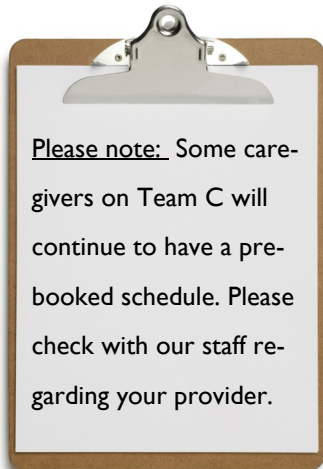 Please note: Some care-
givers on Team C will
continue to have a pre-
booked schedule. Please
check with our staff re-
garding your provider.